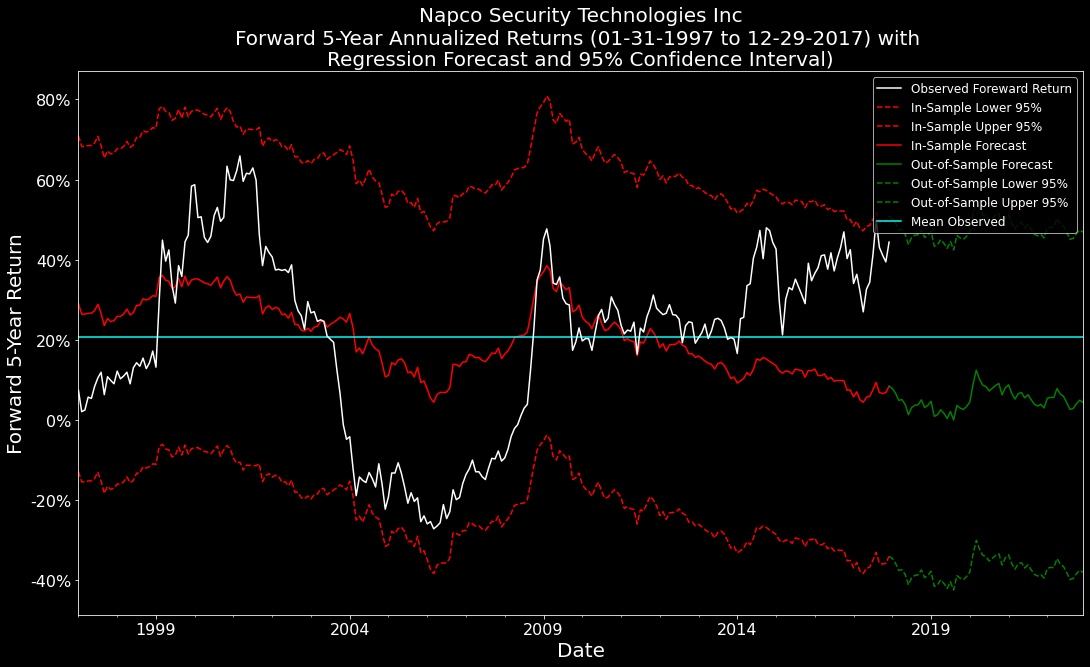 Napco Security Technologies Inc
Forward 5-Year Annualized Returns (01-31-1997 to 12-29-2017) with
Regression Forecast and 95% Confidence Interval)
Observed Foreward Return
In-Sample Lower 95%
In-Sample Upper 95%
In-Sample Forecast
Out-of-Sample Forecast
Out-of-Sample Lower 95%
Out-of-Sample Upper 95%
Mean Observed
Forward 5-Year Return
80%
60%
40%
20%
0%
-20%
-40%
1999
2004
2009
2014
2019
Date